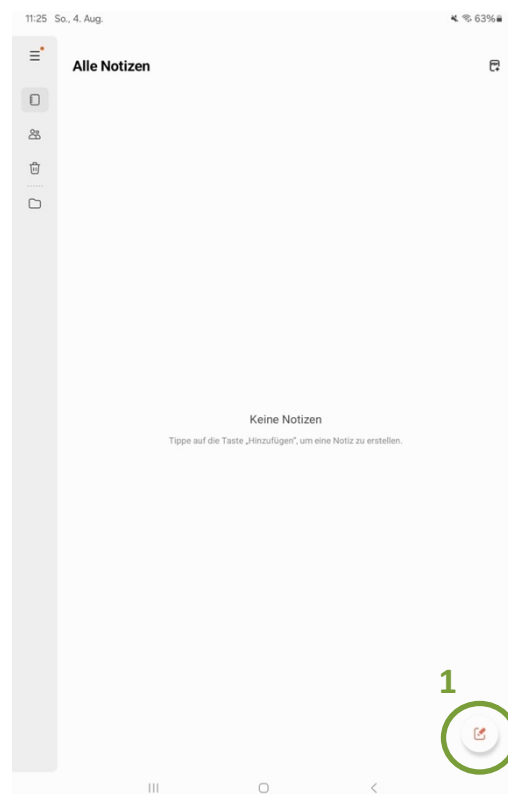 11:25 So., 4. Aug. 63%
Alle Notizen
Keine Notizen
Tippe auf die Taste „Hinzufügen“, um eine Notiz zu erstellen.
1